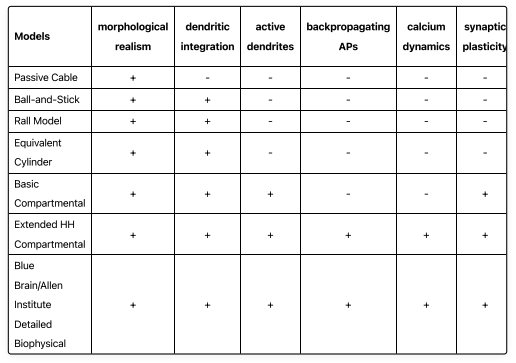 Models morphological realism dendritic integration active dendrites backpropagating APs calcium dynamics synaptic plasticity
Passive Cable + - - - - -
Ball-and-Stick + + - - - -
Rall Model + + - - - -
Equivalent Cylinder + + - - - -
Basic Compartmental + + + - - +
Extended HH Compartmental + + + + + +
Blue Brain/Allen Institute Detailed Biophysical + + + + + +